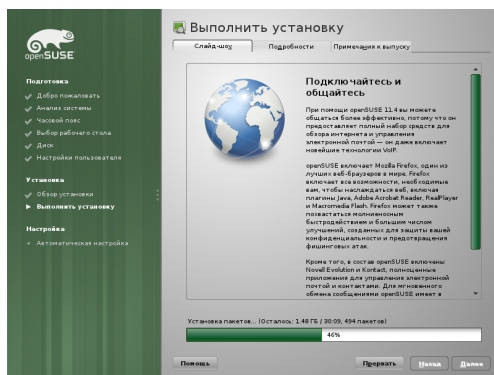 openSUSE
Подготовка
Добро пожаловать
Анализ системы
Часовой пояс
Выбор рабочего стола
Диск
Настройки пользователя
Установка
Обзор установки
Выполнить установку
Настройка
Автоматическая настройка
Выполнить установку
Слайд-шоу
Подробности
Примечания к выпуску
Подключайтесь и
общайтесь
При помощи openSUSE 11.4 вы можете
общаться более эффективно, потому что он
предоставляет полный набор средств для
обзора интернета и управления
электронной почтой — он даже включает
новейшие технологии VoIP.
openSUSE включает Mozilla Firefox, один из
лучших веб-браузеров в мире. Firefox
включает все возможности, необходимые
вам, чтобы наслаждаться веб, включая
плагины Java, Adobe Acrobat Reader, RealPlayer
и Macromedia Flash. Firefox может также
похвастаться молниеносным
быстродействием и большим числом
улучшений, созданных для защиты вашей
конфиденциальности и предотвращения
фишинговых атак.
Кроме того, в состав openSUSE включены
Novell Evolution и Kontact, полноценные
приложения для управления электронной
почтой и контактами. Для мгновенного
обмена сообщениями openSUSE имеет в
Установка пакетов... (Осталось: 1.48 ГБ / 30:09, 494 пакетов)
46%
Помощь
Прервать
Назад
Далее